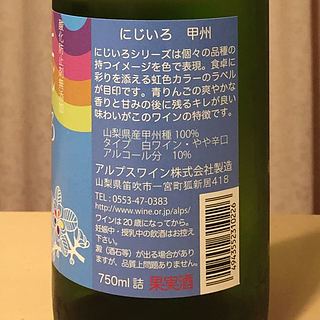 にじいろ 甲州
にじいろシリーズは個々の品種の
持つイメージを色で表現。食卓に
彩りを添える虹色カラーのラベル
が目印です。青りんごの爽やかな
香りと甘みの後に残るキレが良い
味わいがこのワインの特徴です。
山梨県産甲州種 100%
タイプ 白ワイン・やや辛口
アルコール分 10%
アルプスワイン株式会社製造
山梨県笛吹市一宮町狐新居418
TEL：0553-47-0383
http://www.wine.or.jp/alps/
ワインは20歳になってから。
妊娠中・授乳中の飲酒はお控え
下さい。
澱（酒石等）が出る場合があり
ますが、品質上問題ありません。
750ml 詰 果実酒
4943552310226